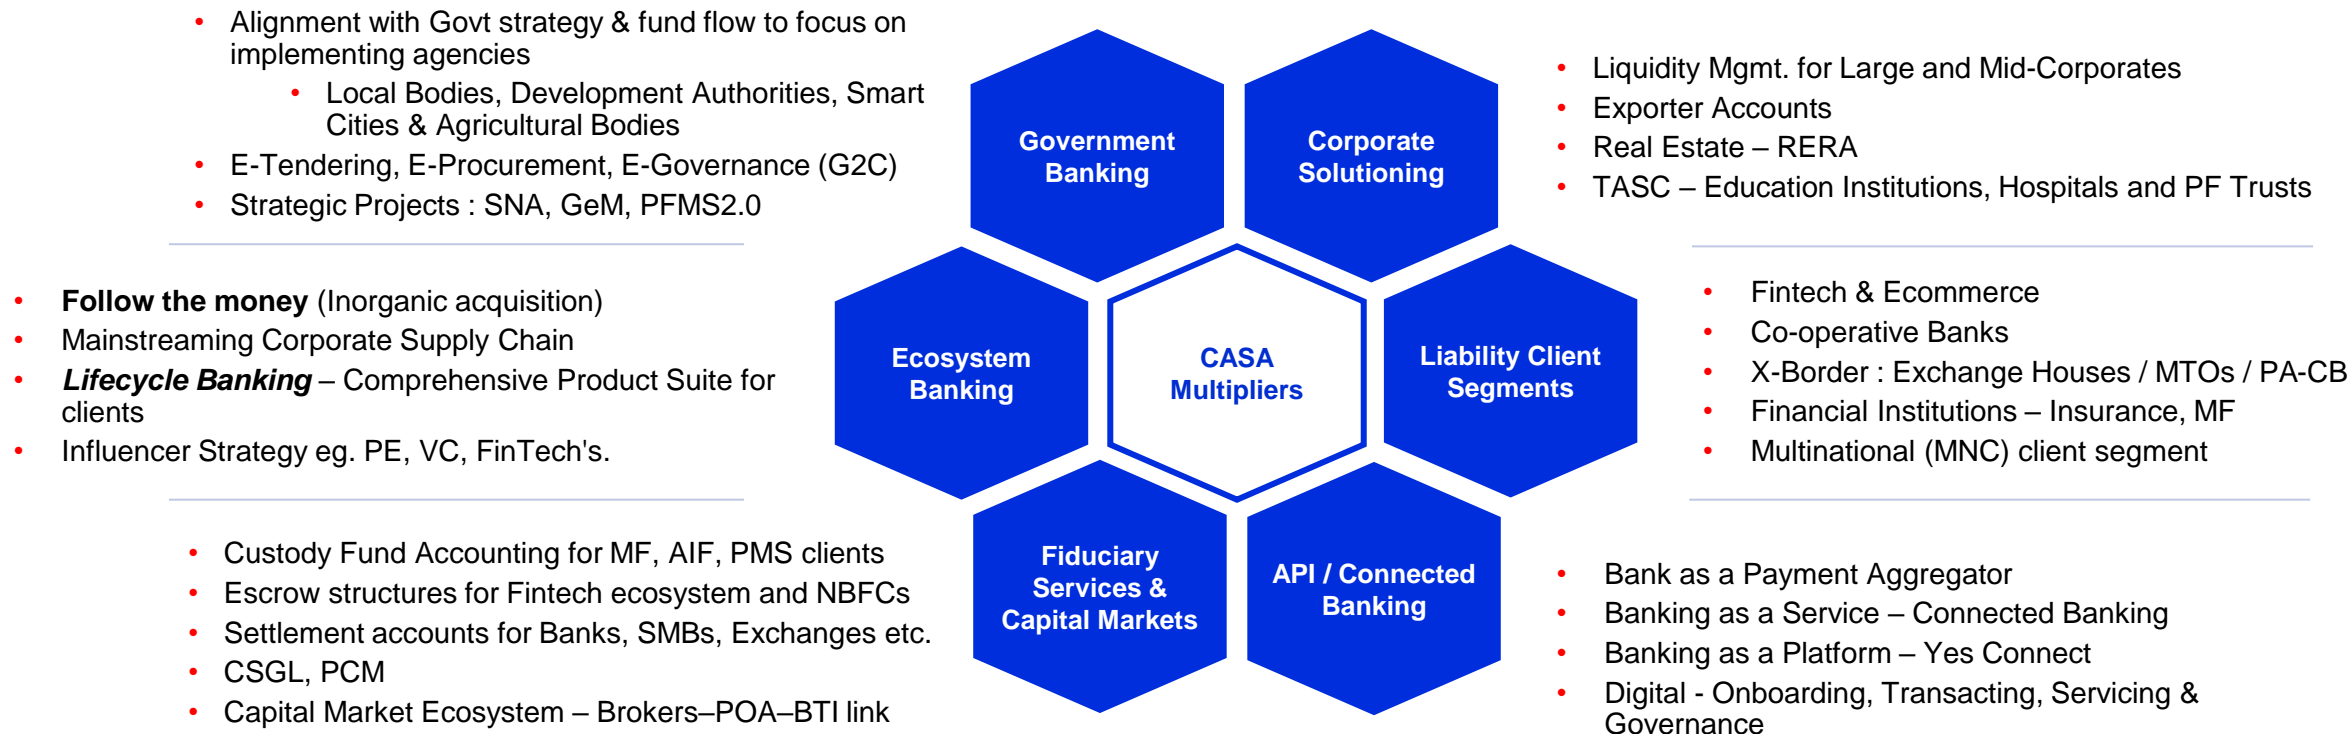 • Alignment with Govt strategy & fund flow to focus on
implementing agencies
• Local Bodies, Development Authorities, Smart
Cities & Agricultural Bodies
• E-Tendering, E-Procurement, E-Governance (G2C)
• Strategic Projects : SNA, GeM, PFMS2.0
• Follow the money (Inorganic acquisition)
• Mainstreaming Corporate Supply Chain
• Lifecycle Banking – Comprehensive Product Suite for
clients
• Influencer Strategy eg. PE, VC, FinTech's.
• Custody Fund Accounting for MF, AIF, PMS clients
• Escrow structures for Fintech ecosystem and NBFCs
• Settlement accounts for Banks, SMBs, Exchanges etc.
• CSGL, PCM
• Capital Market Ecosystem – Brokers–POA–BTI link
Government
Banking
Corporate
Solutioning
Ecosystem
Banking
CASA
Multipliers
Liability Client
Segments
Fiduciary
Services &
Capital Markets
API / Connected
Banking
• Liquidity Mgmt. for Large and Mid-Corporates
• Exporter Accounts
• Real Estate – RERA
• TASC – Education Institutions, Hospitals and PF Trusts
• Fintech & Ecommerce
• Co-operative Banks
• X-Border : Exchange Houses / MTOs / PA-CB
• Financial Institutions – Insurance, MF
• Multinational (MNC) client segment
• Bank as a Payment Aggregator
• Banking as a Service – Connected Banking
• Banking as a Platform – Yes Connect
• Digital - Onboarding, Transacting, Servicing &
Governance